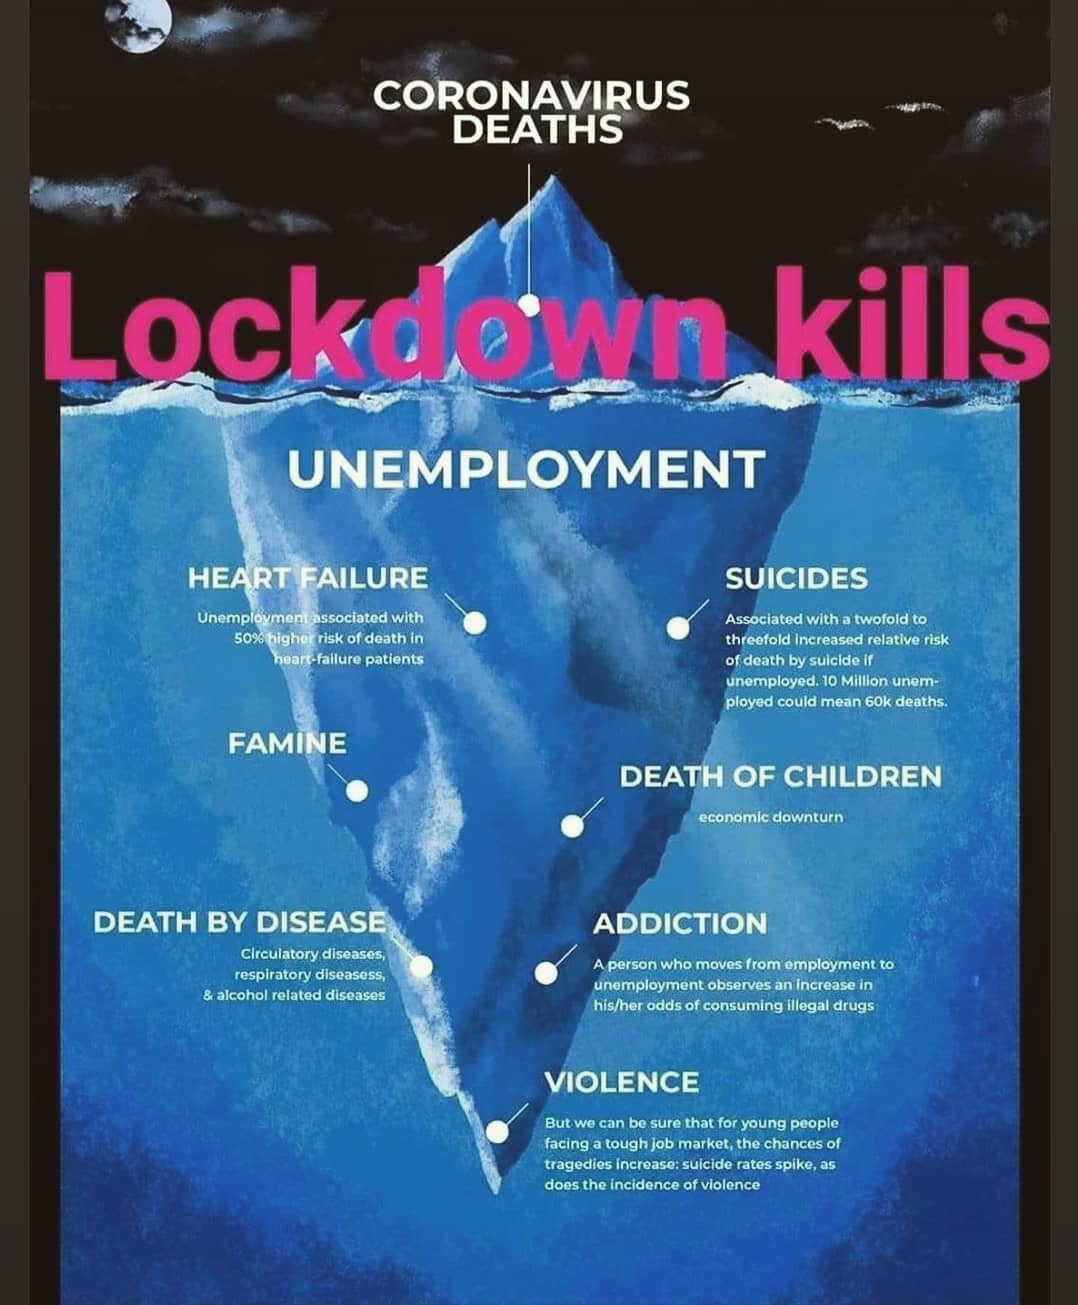 CORONAVIRUS
DEATHS
Lockdown kills
UNEMPLOYMENT
HEART FAILURE
Unemployment associated with
50% higher risk of death in
heart-failure patients
SUICIDES
Associated with a twofold to
threefold increased relative risk
of death by suicide if
unemployed. 10 Million unem-
ployed could mean 60k deaths.
FAMINE
DEATH OF CHILDREN
economic downturn
DEATH BY DISEASE
Circulatory diseases,
respiratory diseasess,
& alcohol related diseases
ADDICTION
A person who moves from employment to
unemployment observes an increase in
his/her odds of consuming illegal drugs
VIOLENCE
But we can be sure that for young people
facing a tough job market, the chances of
tragedies increase: suicide rates spike, as
does the incidence of violence